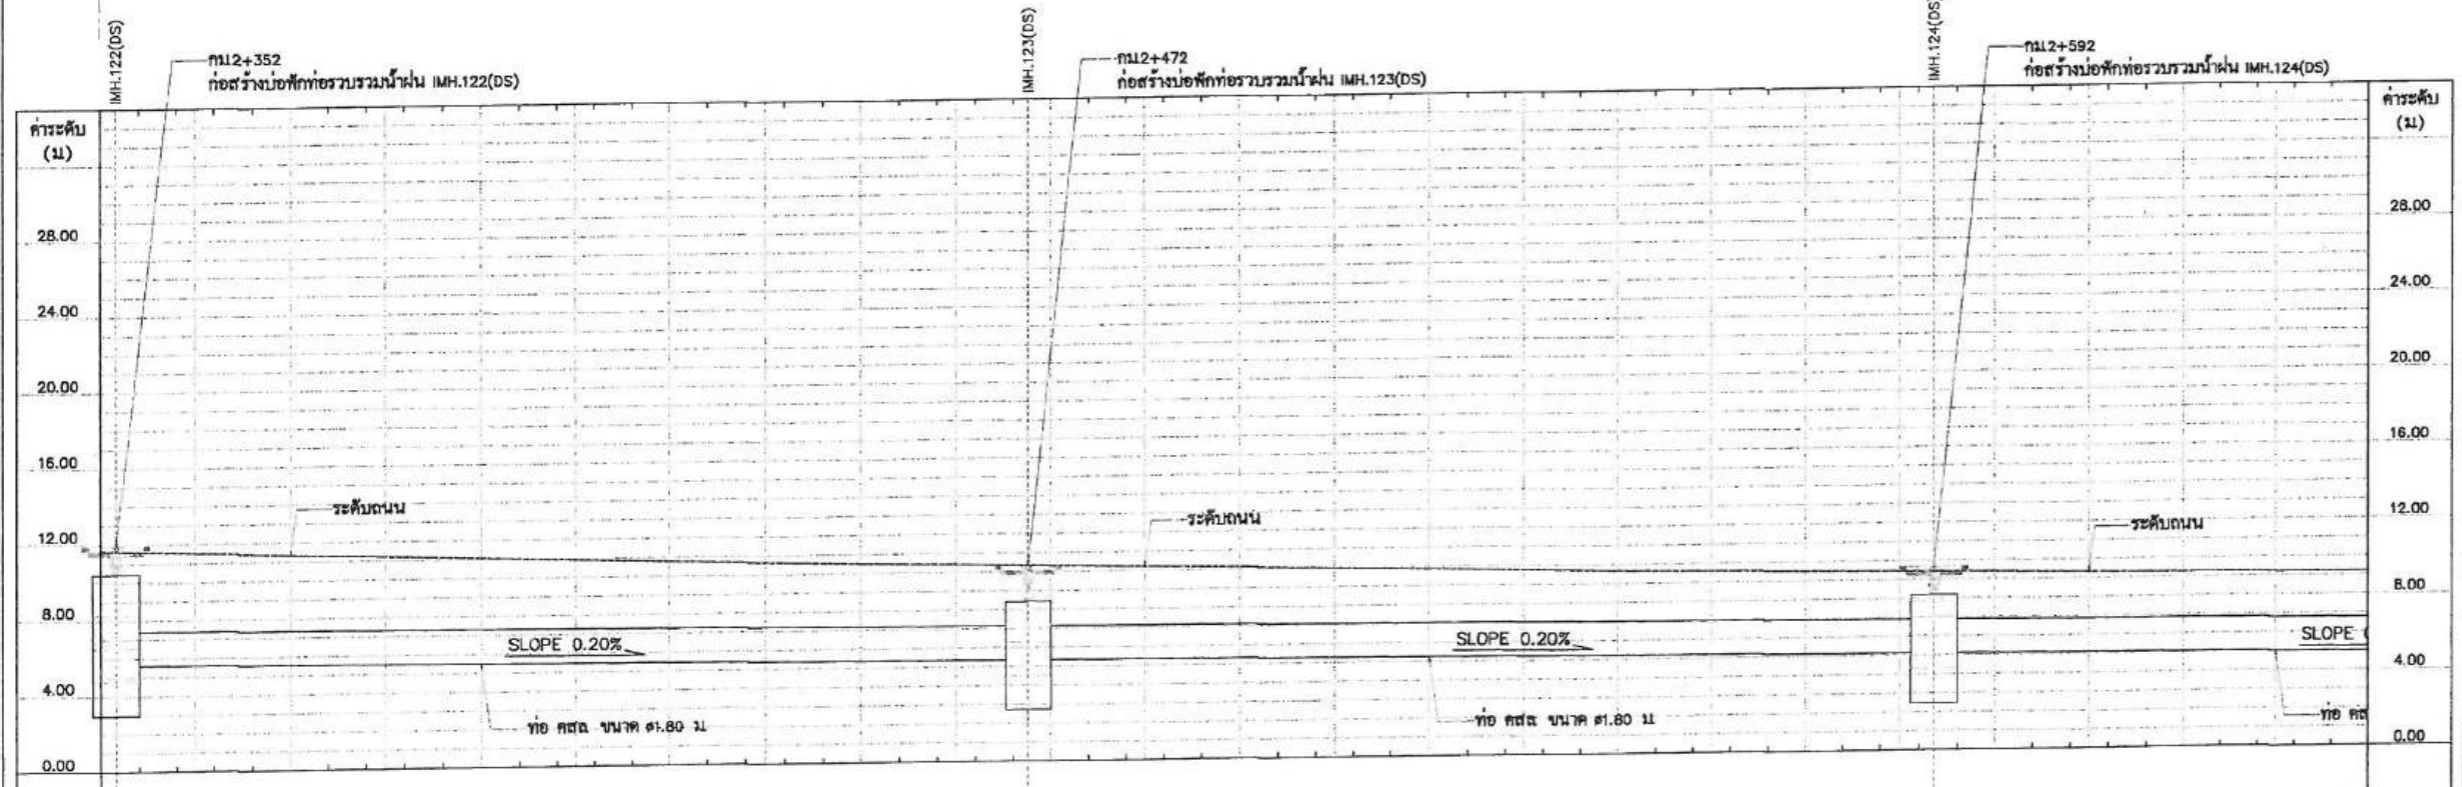 IMH.122(DS)
IMH.123(DS)
IMH.124(DS)
กม.2+352
ก่อสร้างบ่อพักท่อรวบรวมน้ำฝน IMH.122(DS)
กม.2+472
ก่อสร้างบ่อพักท่อรวบรวมน้ำฝน IMH.123(DS)
กม.2+592
ก่อสร้างบ่อพักท่อรวบรวมน้ำฝน IMH.124(DS)
ค่าระดับ
(ม)
28.00
24.00
20.00
16.00
12.00
8.00
4.00
0.00
ระดับถนน
ระดับถนน
ระดับถนน
SLOPE 0.20%
SLOPE 0.20%
SLOPE
ท่อ คสล ขนาด ø1.80 ม
ท่อ คสล ขนาด ø1.80 ม
ท่อ คส
ค่าระดับ
(ม)
28.00
24.00
20.00
16.00
12.00
8.00
4.00
0.00